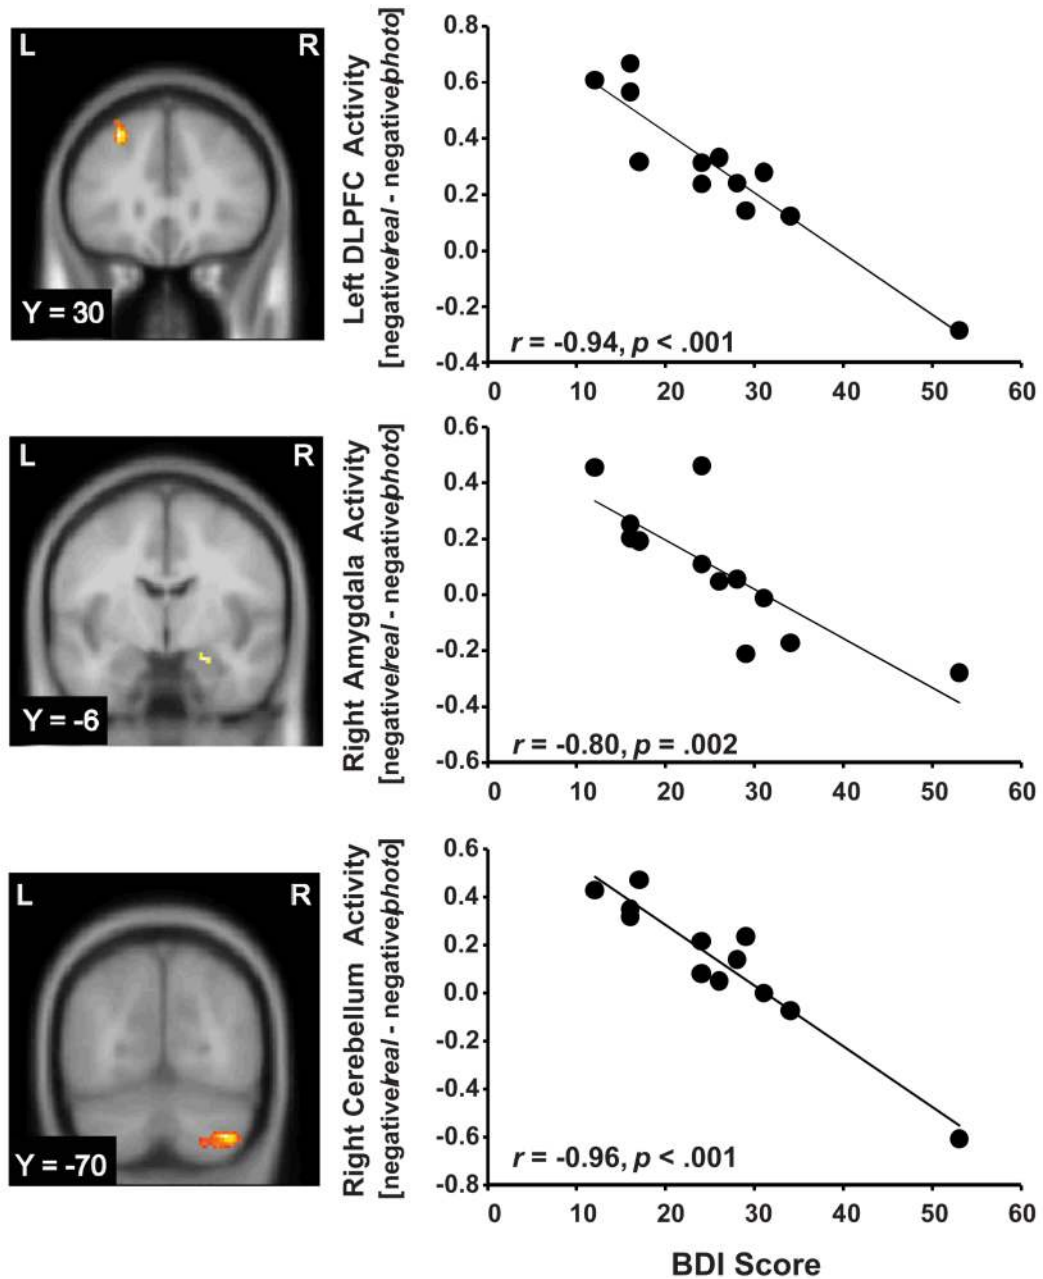 L R
Y = 30
Left DLPFC Activity
[negativereal - negativephoto]
0.8
0.6
0.4
0.2
0.0
-0.2
-0.4
r = -0.94, p < .001
0 10 20 30 40 50 60
L R
Y = -6
Right Amygdala Activity
[negativereal - negativephoto]
0.6
0.4
0.2
0.0
-0.2
-0.4
-0.6
r = -0.80, p = .002
0 10 20 30 40 50 60
L R
Y = -70
Right Cerebellum Activity
[negativereal - negativephoto]
0.6
0.4
0.2
0.0
-0.2
-0.4
-0.6
-0.8
r = -0.96, p < .001
0 10 20 30 40 50 60
BDI Score